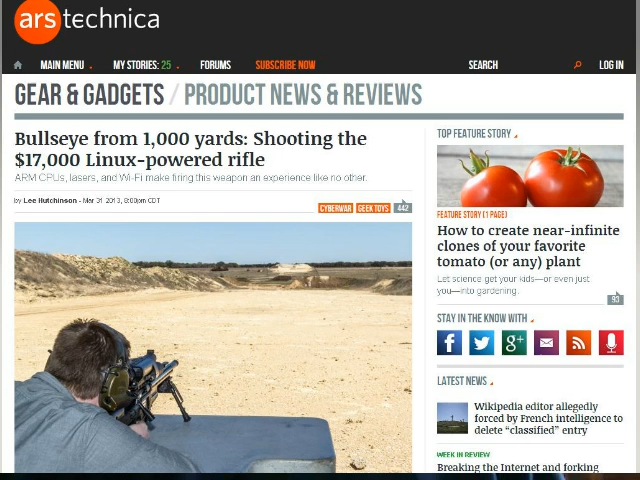 ars technica
MAIN MENU
MY STORIES: 25
FORUMS
SUBSCRIBE NOW
SEARCH
LOG IN
GEAR & GADGETS / PRODUCT NEWS & REVIEWS
Bullseye from 1,000 yards: Shooting the
$17,000 Linux-powered rifle
ARM CPUs, lasers, and Wi-Fi make firing this weapon an experience like no other.
by Lee Hutchinson - Mar 31 2013, 8:00pm CDT
CYBERWAR
GEEK TOYS
442
TOP FEATURE STORY
FEATURE STORY (1 PAGE)
How to create near-infinite
clones of your favorite
tomato (or any) plant
Let science get your kids—or even just
you—into gardening.
93
STAY IN THE KNOW WITH
f
g+
LATEST NEWS
Wikipedia editor allegedly
forced by French intelligence to
delete “classified” entry
WEEK IN REVIEW
Breaking the Internet and forking